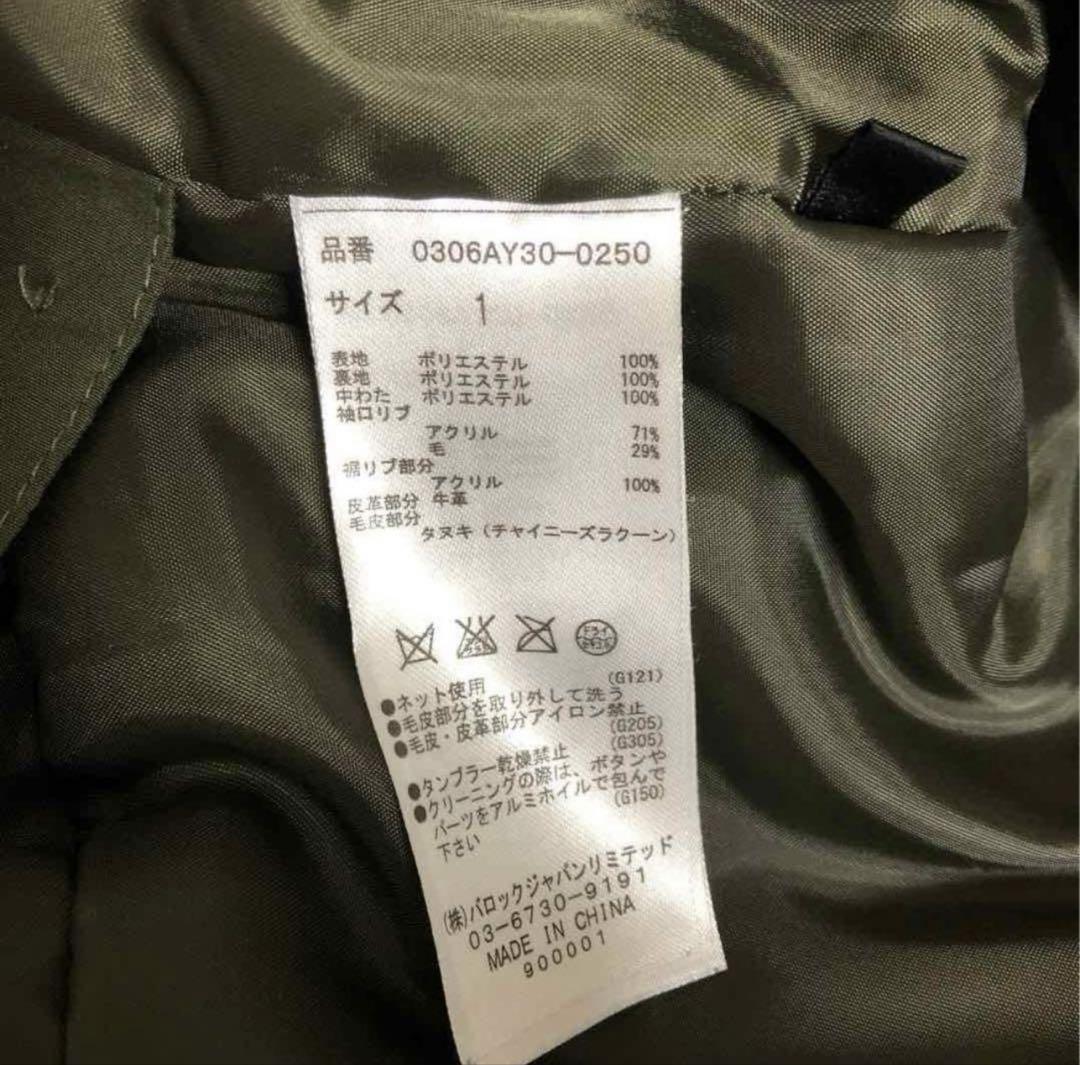 品番 0306AY30-0250
サイズ 1
表地 ポリエステル 100%
裏地 ポリエステル 100%
中わた ポリエステル 100%
袖口リブ
アクリル 71%
毛 29%
裾リブ部分
アクリル 100%
皮革部分 牛革
毛皮部分
タヌキ(チャイニーズラクーン)
ドライ
●ネット使用 (G121)
●毛皮部分を取り外して洗う
●毛皮・皮革部分アイロン禁止
(G205)
●タンブラー乾燥禁止 (G305)
●クリーニングの際は、ボタンや
パーツをアルミホイルで包んで
下さい (G150)
(株)バロックジャパンリミテッド
03-6730-9191
MADE IN CHINA
900001